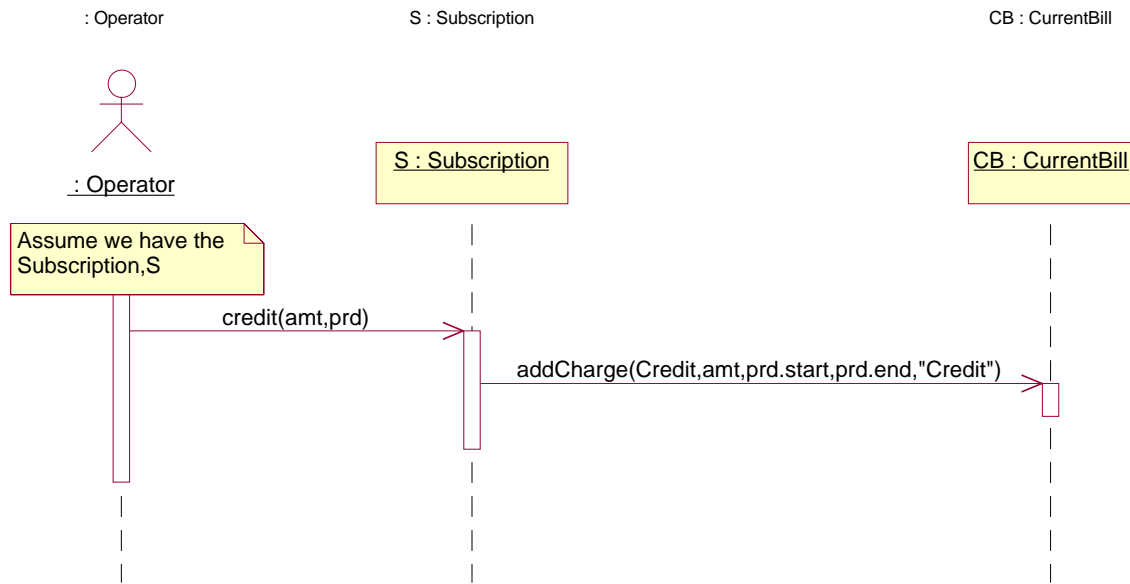 : Operator
S : Subscription
CB : CurrentBill
S : Subscription
CB : CurrentBill
: Operator
Assume we have the
Subscription,S
credit(amt,prd)
addCharge(Credit,amt,prd.start,prd.end,"Credit")